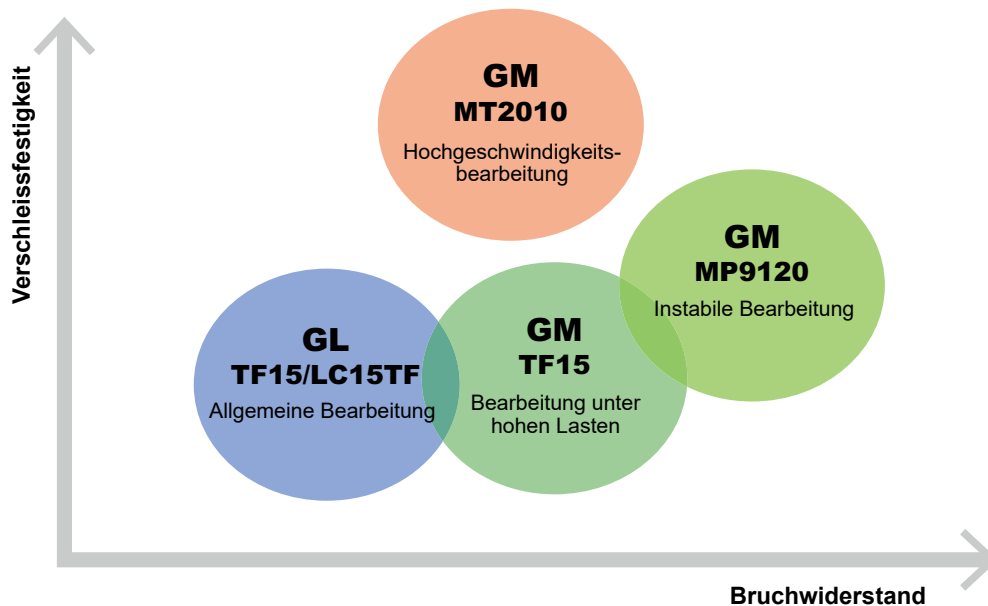 Verschleissfestigkeit
GM
MT2010
Hochgeschwindigkeits-
bearbeitung
GM
MP9120
Instabile Bearbeitung
GL
TF15/LC15TF
Allgemeine Bearbeitung
GM
TF15
Bearbeitung unter
hohen Lasten
Bruchwiderstand